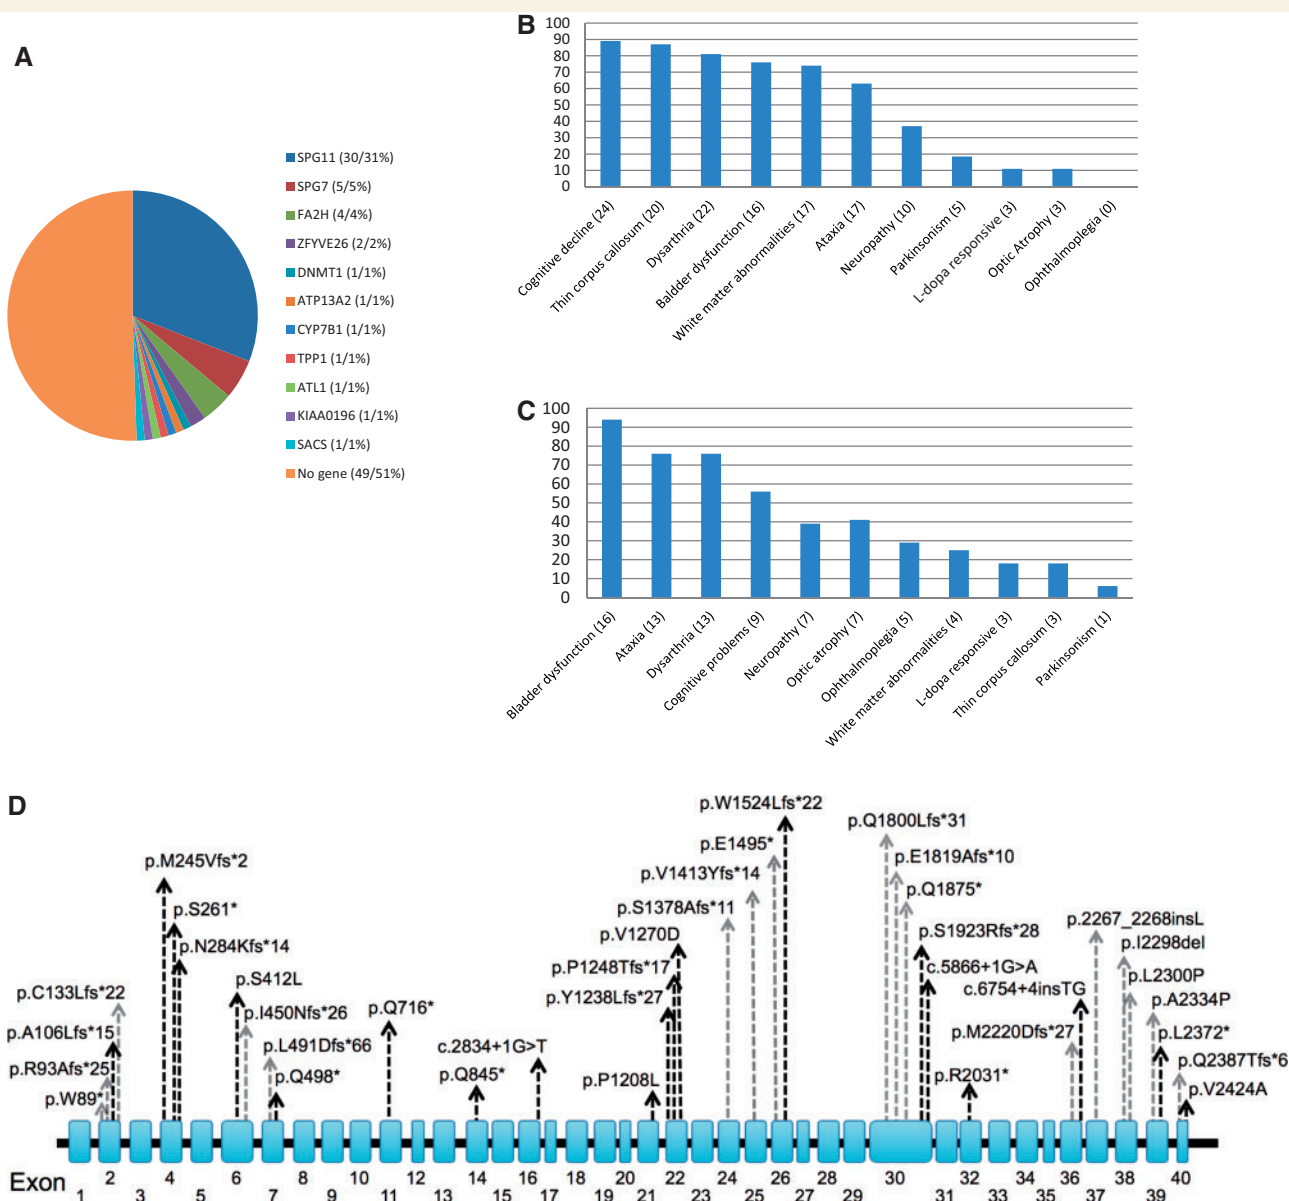 A
SPG11 (30/31%)
SPG7 (5/5%)
FA2H (4/4%)
ZFYVE26 (2/2%)
DNMT1 (1/1%)
ATP13A2 (1/1%)
CYP7B1 (1/1%)
TPP1 (1/1%)
ATL1 (1/1%)
KIAA0196 (1/1%)
SACS (1/1%)
No gene (49/51%)
B
100
90
80
70
60
50
40
30
20
10
0
Cognitive decline (24)
Thin corpus callosum (20)
Dysarthria (22)
Baldder dysfunction (16)
White matter abnormalities (17)
Ataxia (17)
Neuropathy (10)
Parkinsonism (5)
L-dopa responsive (3)
Optic Atrophy (3)
Ophthalmoplegia (0)
C
100
90
80
70
60
50
40
30
20
10
0
Bladder dysfunction (16)
Ataxia (13)
Dysarthria (13)
Cognitive problems (9)
Neuropathy (7)
Optic atrophy (7)
Ophthalmoplegia (5)
White matter abnormalities (4)
L-dopa responsive (3)
Thin corpus callosum (3)
Parkinsonism (1)
D
p.W89*
p.R93Afs*25
p.A106Lfs*15
p.C133Lfs*22
p.M245Vfs*2
p.S261*
p.N284Kfs*14
p.S412L
p.I450Nfs*26
p.L491Dfs*66
p.Q498*
p.Q716*
p.Q845*
c.2834+1G>T
p.P1208L
p.Y1238Lfs*27
p.P1248Tfs*17
p.V1270D
p.S1378Afs*11
p.V1413Yfs*14
p.E1495*
p.W1524Lfs*22
p.Q1800Lfs*31
p.E1819Afs*10
p.Q1875*
p.S1923Rfs*28
c.5866+1G>A
p.R2031*
p.M2220Dfs*27
c.6754+4insTG
p.2267_2268insL
p.I2298del
p.L2300P
p.A2334P
p.L2372*
p.Q2387Tfs*6
p.V2424A
Exon
1 2 3 4 5 6 7 8 9 10 11 12 13 14 15 16 17 18 19 20 21 22 23 24 25 26 27 28 29 30 31 32 33 34 35 36 37 38 39 40